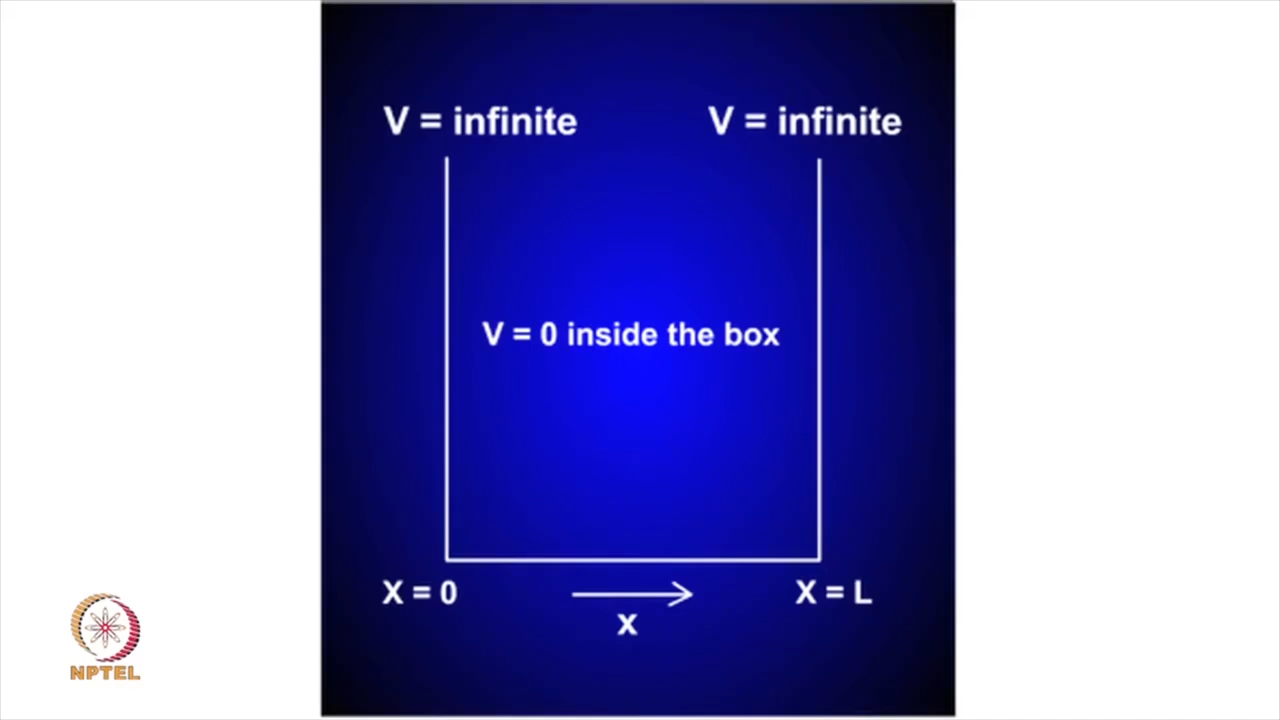 V = infinite V = infinite
V = 0 inside the box
X = 0 X = L
x
NPTEL